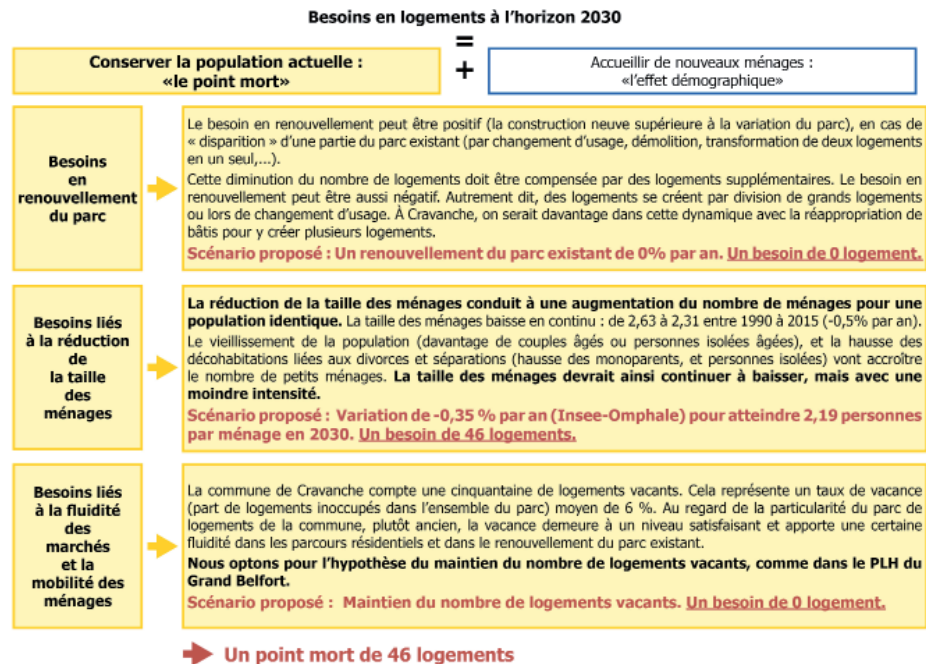 Besoins en logements à l'horizon 2030
=
Conserver la population actuelle :
«le point mort»
+
Accueillir de nouveaux ménages :
«l'effet démographique»
Besoins
en
renouvellement
du parc
Le besoin en renouvellement peut être positif (la construction neuve supérieure à la variation du parc), en cas de
« disparition » d'une partie du parc existant (par changement d'usage, démolition, transformation de deux logements
en un seul,...).
Cette diminution du nombre de logements doit être compensée par des logements supplémentaires. Le besoin en
renouvellement peut être aussi négatif. Autrement dit, des logements se créent par division de grands logements
ou lors de changement d'usage. À Cravanche, on serait davantage dans cette dynamique avec la réappropriation de
bâtis pour y créer plusieurs logements.
Scénario proposé : Un renouvellement du parc existant de 0% par an. Un besoin de 0 logement.
Besoins liés
à la réduction
de
la taille
des
ménages
La réduction de la taille des ménages conduit à une augmentation du nombre de ménages pour une
population identique. La taille des ménages baisse en continu : de 2,63 à 2,31 entre 1990 à 2015 (-0,5% par an).
Le vieillissement de la population (davantage de couples âgés ou personnes isolées âgées), et la hausse des
décohabitations liées aux divorces et séparations (hausse des monoparents, et personnes isolées) vont accroître
le nombre de petits ménages. La taille des ménages devrait ainsi continuer à baisser, mais avec une
moindre intensité.
Scénario proposé : Variation de -0,35 % par an (Insee-Omphale) pour atteindre 2,19 personnes
par ménage en 2030. Un besoin de 46 logements.
Besoins liés
à la fluidité
des
marchés
et la
mobilité des
ménages
La commune de Cravanche compte une cinquantaine de logements vacants. Cela représente un taux de vacance
(part de logements inoccupés dans l'ensemble du parc) moyen de 6 %. Au regard de la particularité du parc de
logements de la commune, plutôt ancien, la vacance demeure à un niveau satisfaisant et apporte une certaine
fluidité dans les parcours résidentiels et dans le renouvellement du parc existant.
Nous optons pour l'hypothèse du maintien du nombre de logements vacants, comme dans le PLH du
Grand Belfort.
Scénario proposé : Maintien du nombre de logements vacants. Un besoin de 0 logement.
Un point mort de 46 logements